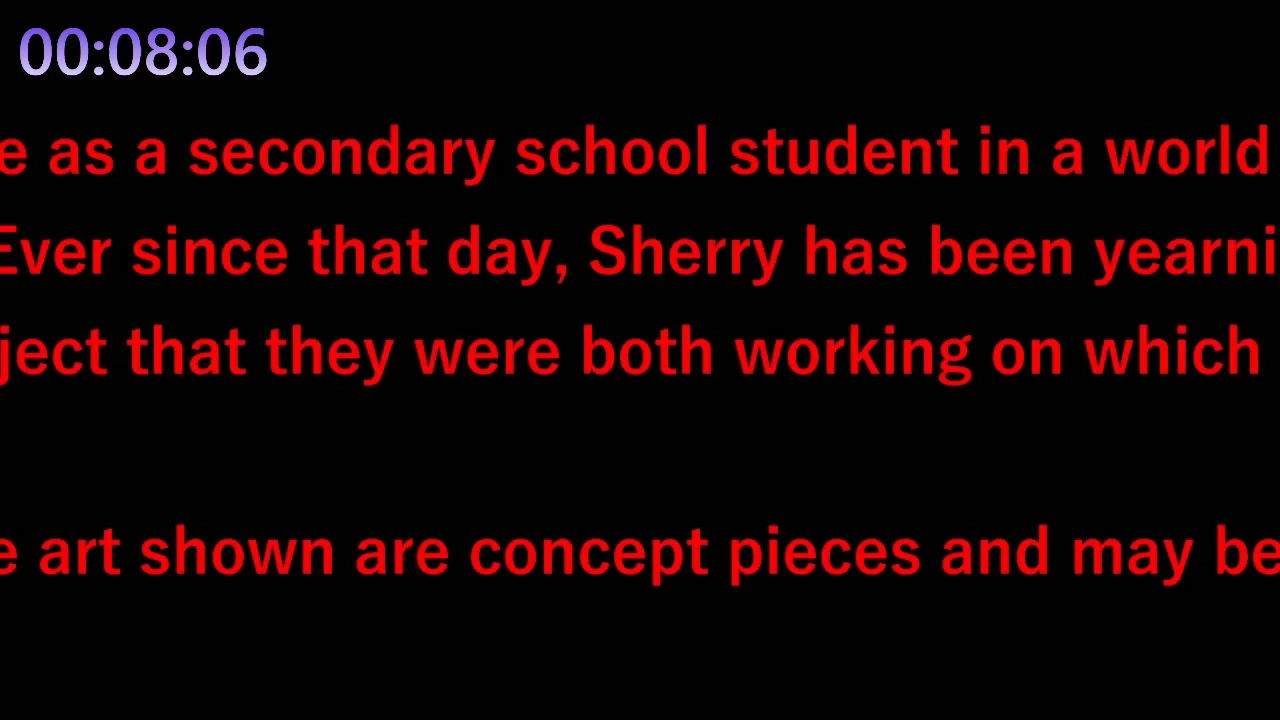 00:08:06
e as a secondary school student in a world
Ever since that day, Sherry has been yearni
ject that they were both working on which
e art shown are concept pieces and may be